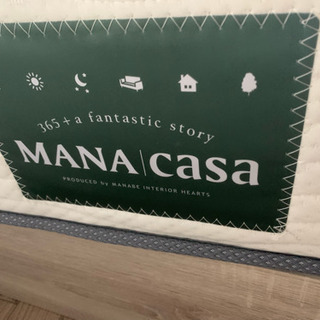 365+a fantastic story
MANA casa
PRODUCED by MANABE INTERIOR HEARTS